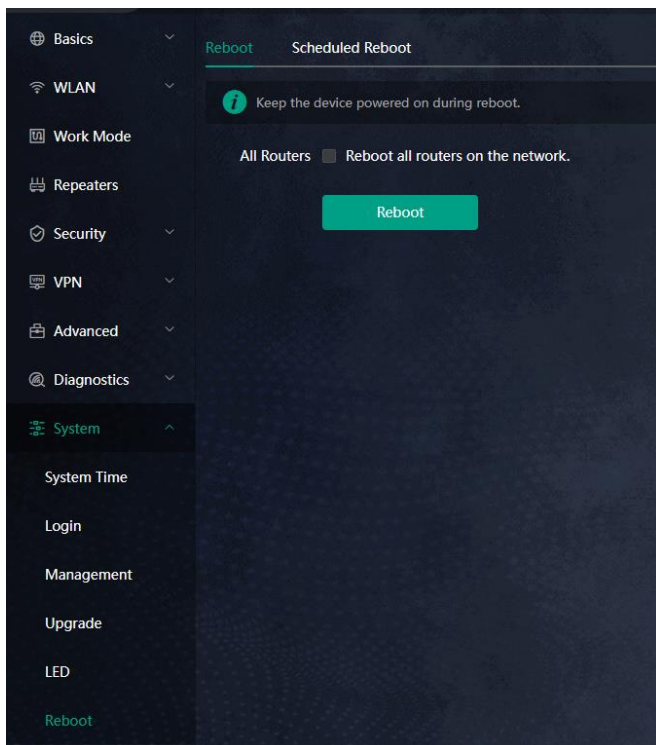 Basics
WLAN
Work Mode
Repeaters
Security
VPN
VPN
Advanced
Diagnostics
System
System Time
Login
Management
Upgrade
LED
Reboot
Reboot Scheduled Reboot
i Keep the device powered on during reboot.
All Routers Reboot all routers on the network.
Reboot